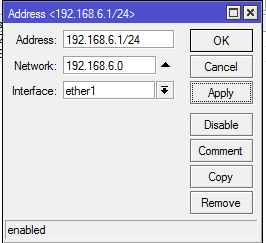 Address <192.168.6.1/24>
Address: 192.168.6.1/24 OK
Network: 192.168.6.0 Cancel
Interface: ether1 Apply
Disable
Comment
Copy
Remove
enabled